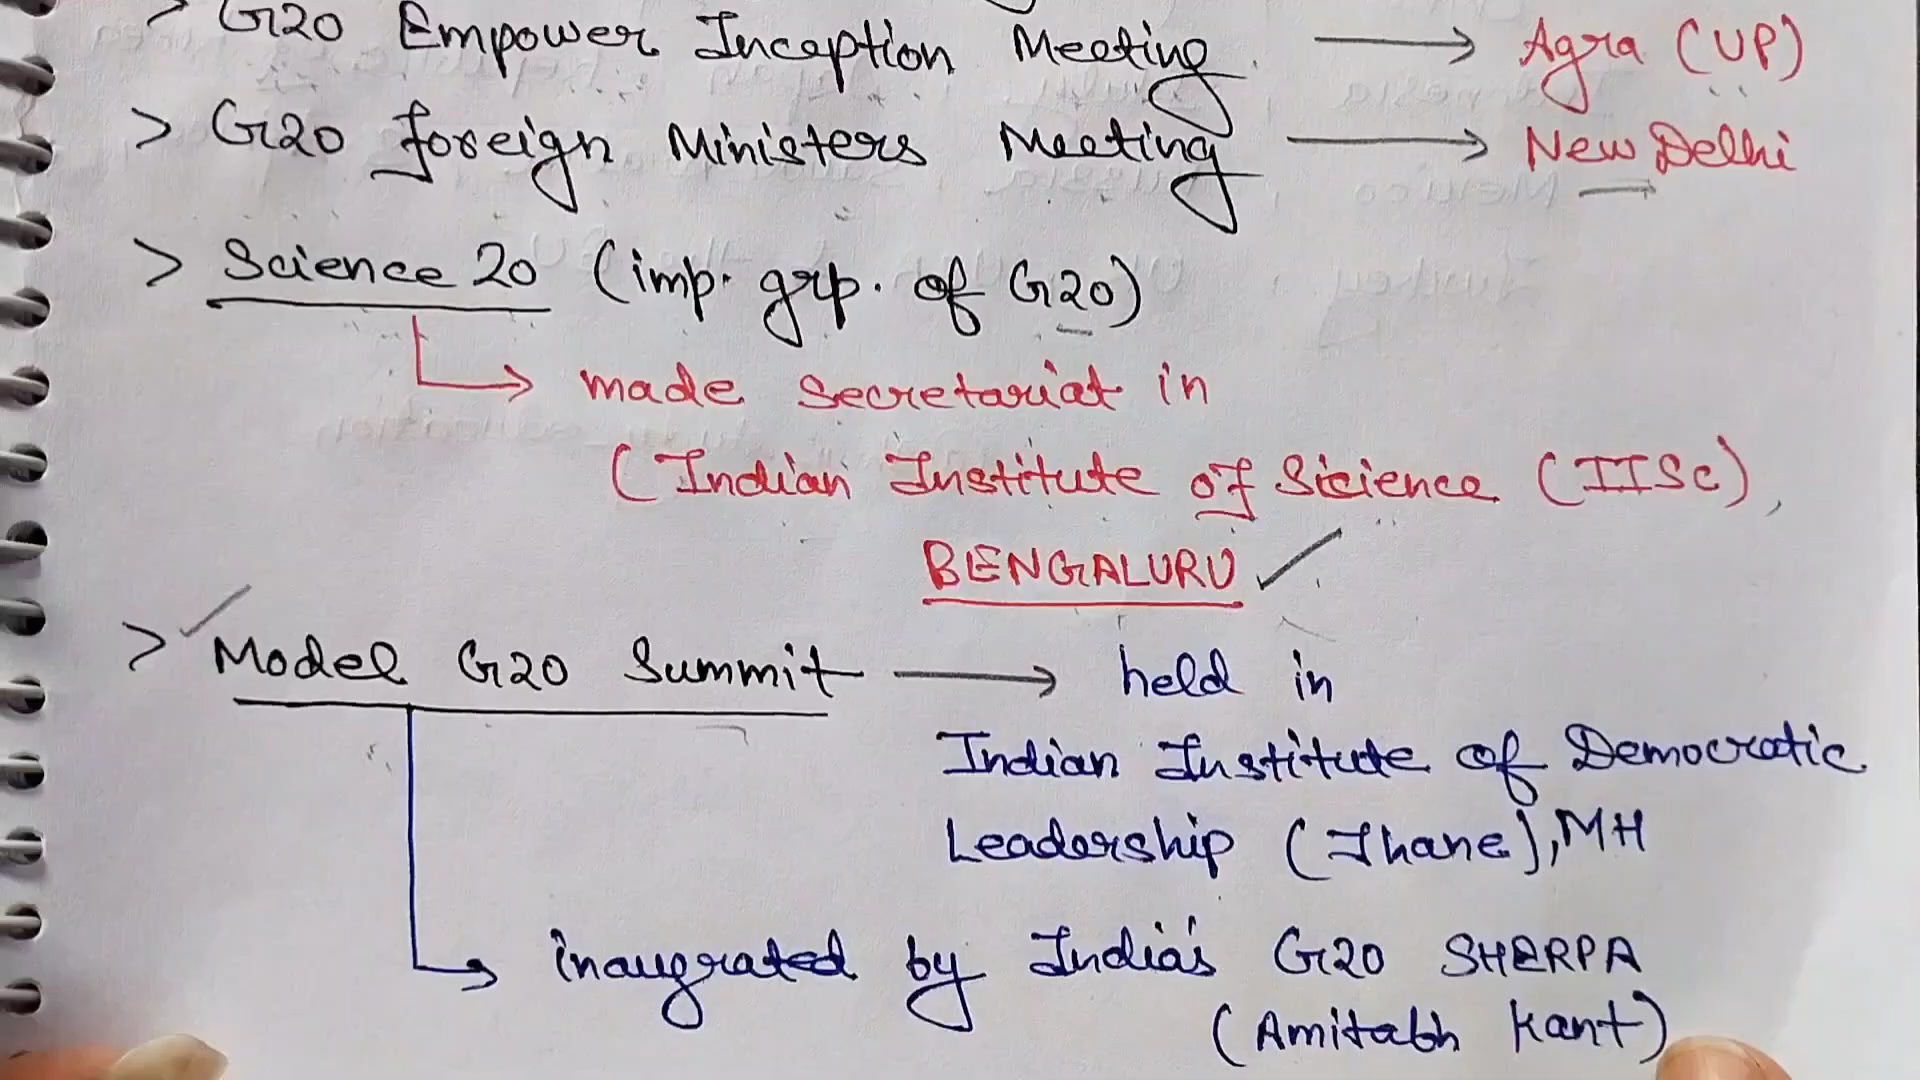 > G20 Empower Inception Meeting. → Agra (UP)
> G20 foreign Ministers Meeting → New Delhi
> Science 20 (imp. grp. of G20)
→ made secretariat in
(Indian Institute of Sicience (IISc),
BENGALURU ✓
> Model G20 Summit → held in
Indian Institute of Democratic
Leadership (Thane), MH
→ inaugrated by India's G20 SHERPA
(Amitabh Kant)